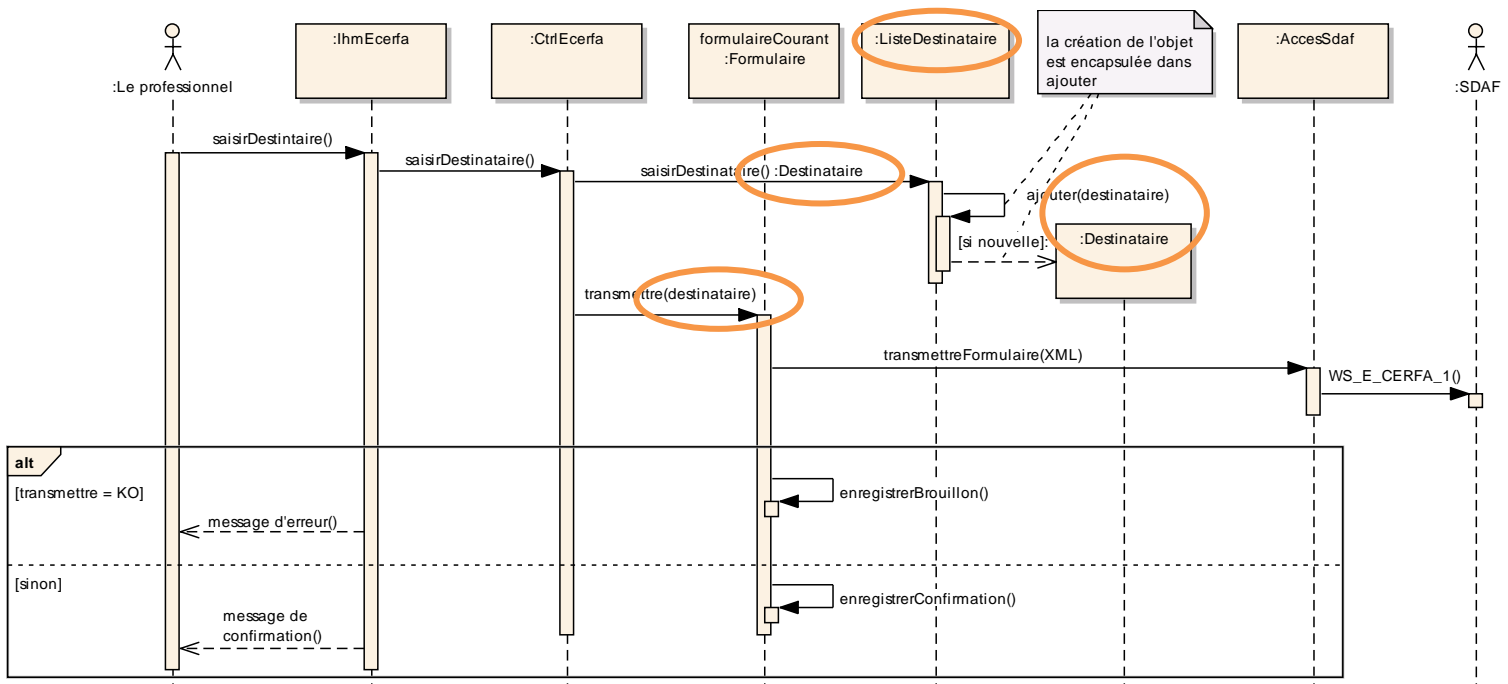 :Le professionnel
:IhmEcerfa
:CtrlEcerfa
formulaireCourant
:Formulaire
:ListeDestinataire
la création de l'objet
est encapsulée dans
ajouter
:AccesSdaf
:SDAF
saisirDestintaire()
saisirDestinataire()
saisirDestinataire() :Destinataire
ajouter(destinataire)
[si nouvelle]:
:Destinataire
transmettre(destinataire)
transmettreFormulaire(XML)
WS_E_CERFA_1()
alt
[transmettre = KO]
enregistrerBrouillon()
message d'erreur()
[sinon]
enregistrerConfirmation()
message de
confirmation()